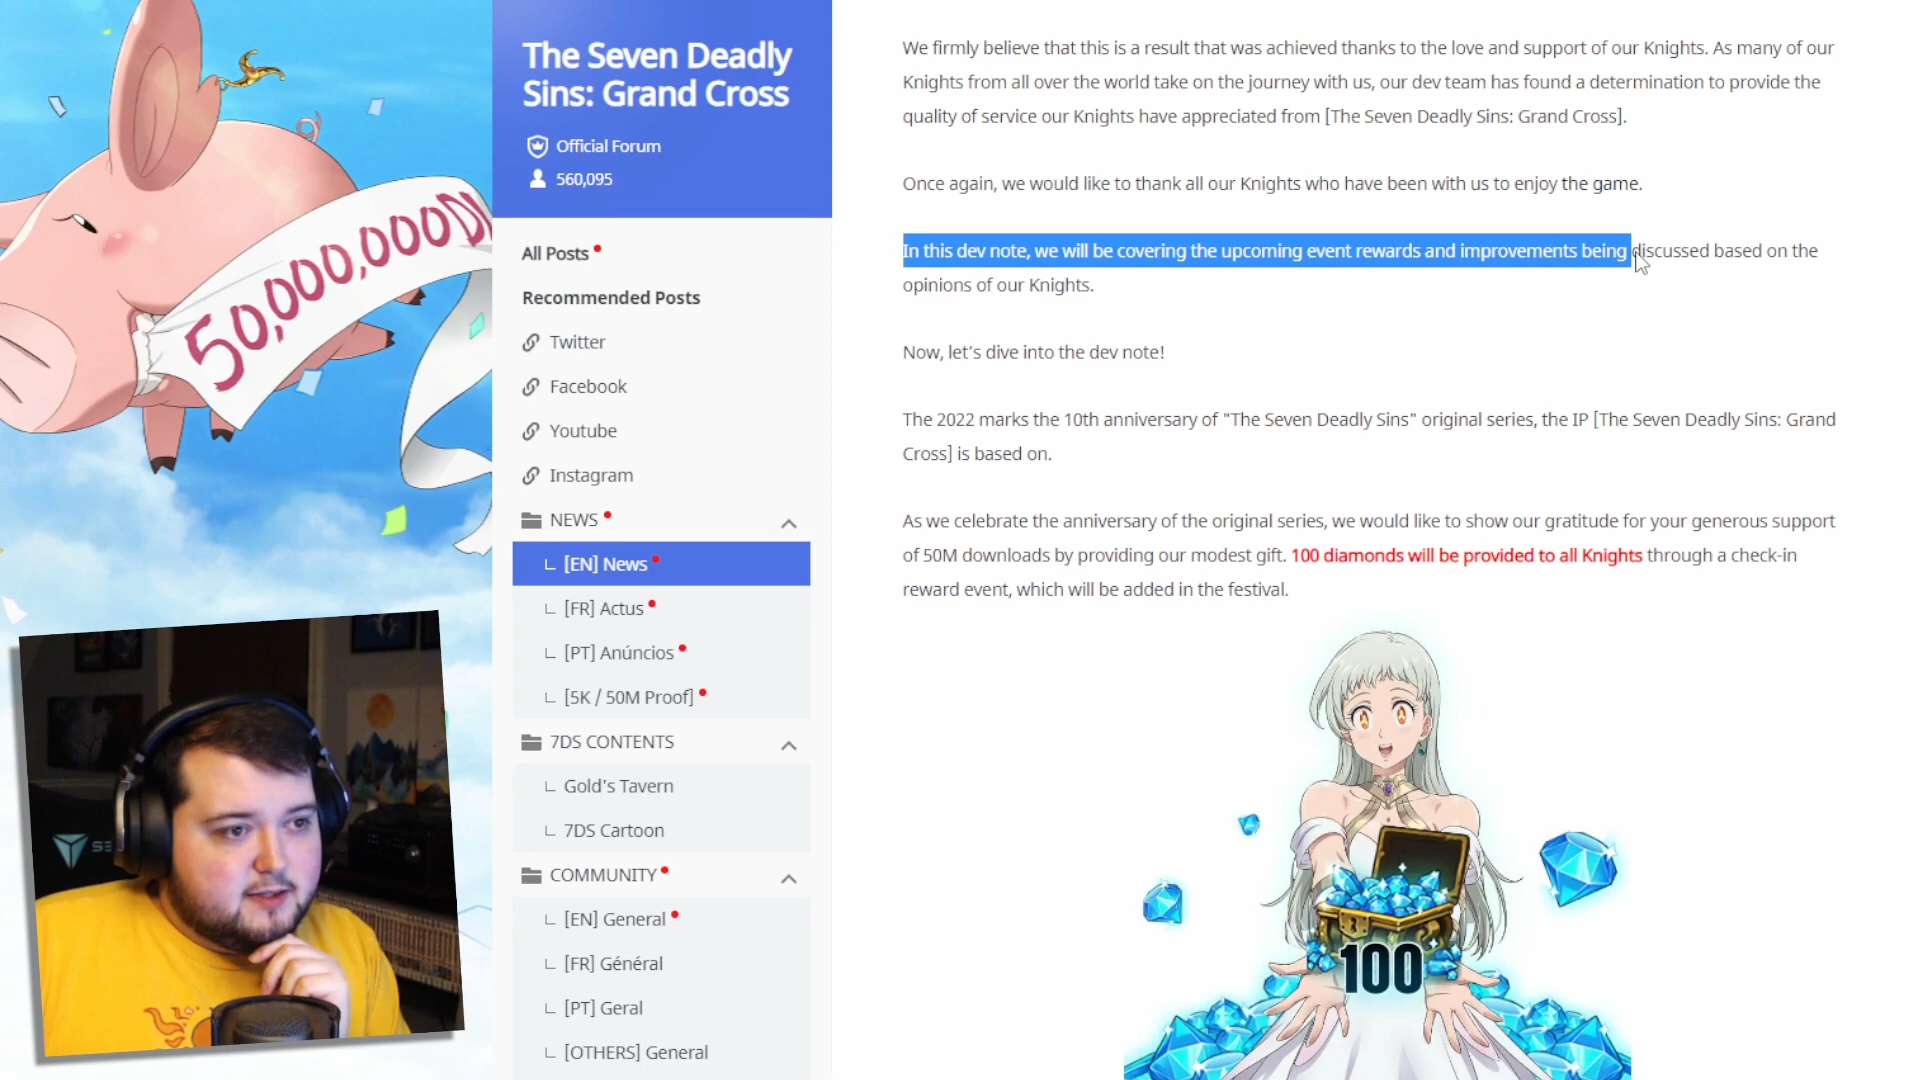 50,000,000D
The Seven Deadly
Sins: Grand Cross
Official Forum
560,095
All Posts
Recommended Posts
Twitter
Facebook
Youtube
Instagram
NEWS
[EN] News
[FR] Actus
[PT] Anúncios
[5K / 50M Proof]
7DS CONTENTS
Gold's Tavern
7DS Cartoon
COMMUNITY
[EN] General
[FR] Général
[PT] Geral
[OTHERS] General
We firmly believe that this is a result that was achieved thanks to the love and support of our Knights. As many of our
Knights from all over the world take on the journey with us, our dev team has found a determination to provide the
quality of service our Knights have appreciated from [The Seven Deadly Sins: Grand Cross].
Once again, we would like to thank all our Knights who have been with us to enjoy the game.
In this dev note, we will be covering the upcoming event rewards and improvements being discussed based on the
opinions of our Knights.
Now, let's dive into the dev note!
The 2022 marks the 10th anniversary of "The Seven Deadly Sins" original series, the IP [The Seven Deadly Sins: Grand
Cross] is based on.
As we celebrate the anniversary of the original series, we would like to show our gratitude for your generous support
of 50M downloads by providing our modest gift. 100 diamonds will be provided to all Knights through a check-in
reward event, which will be added in the festival.
100